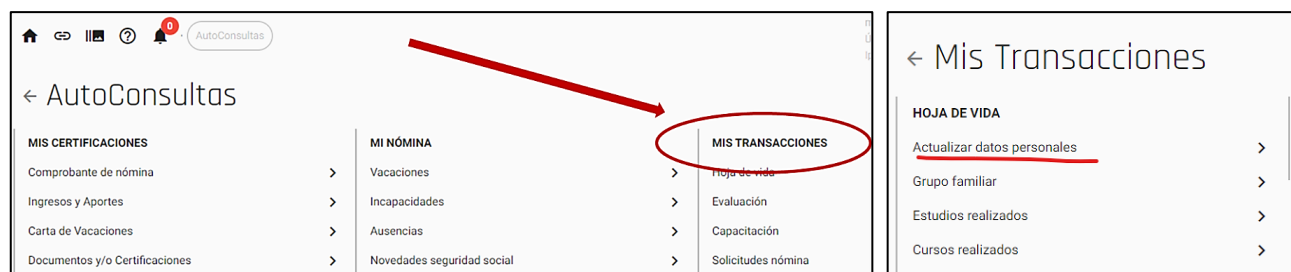 0
AutoConsultas
← AutoConsultas
MIS CERTIFICACIONES
Comprobante de nómina
Ingresos y Aportes
Carta de Vacaciones
Documentos y/o Certificaciones
MI NÓMINA
Vacaciones
Incapacidades
Ausencias
Novedades seguridad social
MIS TRANSACCIONES
Hoja de vida
Evaluación
Capacitación
Solicitudes nómina
← Mis Transacciones
HOJA DE VIDA
Actualizar datos personales
Grupo familiar
Estudios realizados
Cursos realizados